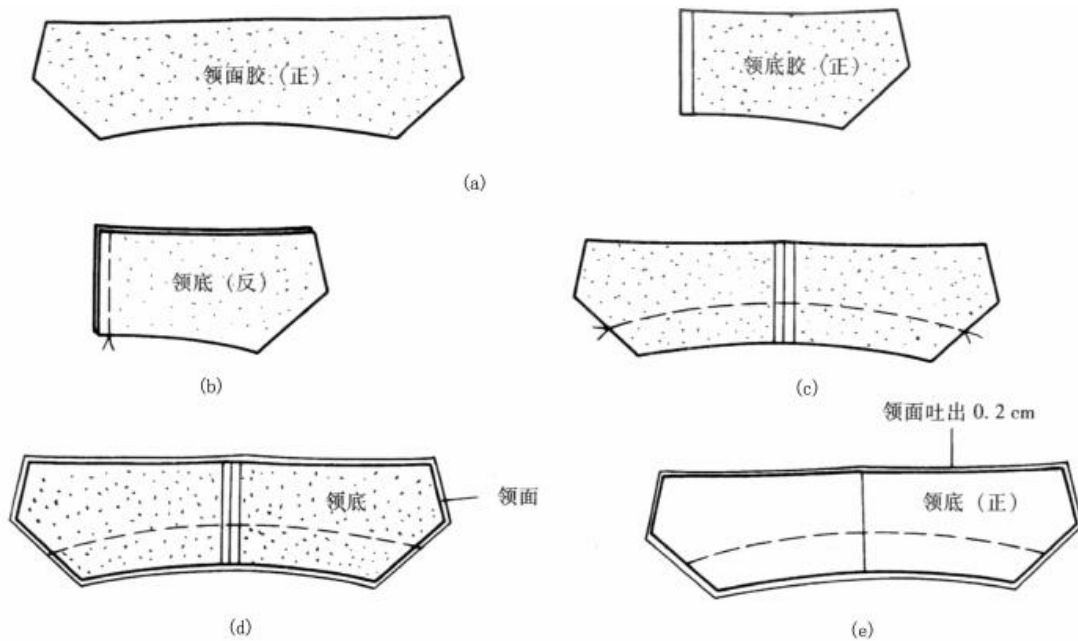 领面胶（正）
领底胶（正）
(a)
领底（反）
(b)
(c)
领面吐出 0.2 cm
领底
领面
领底（正）
(d)
(e)